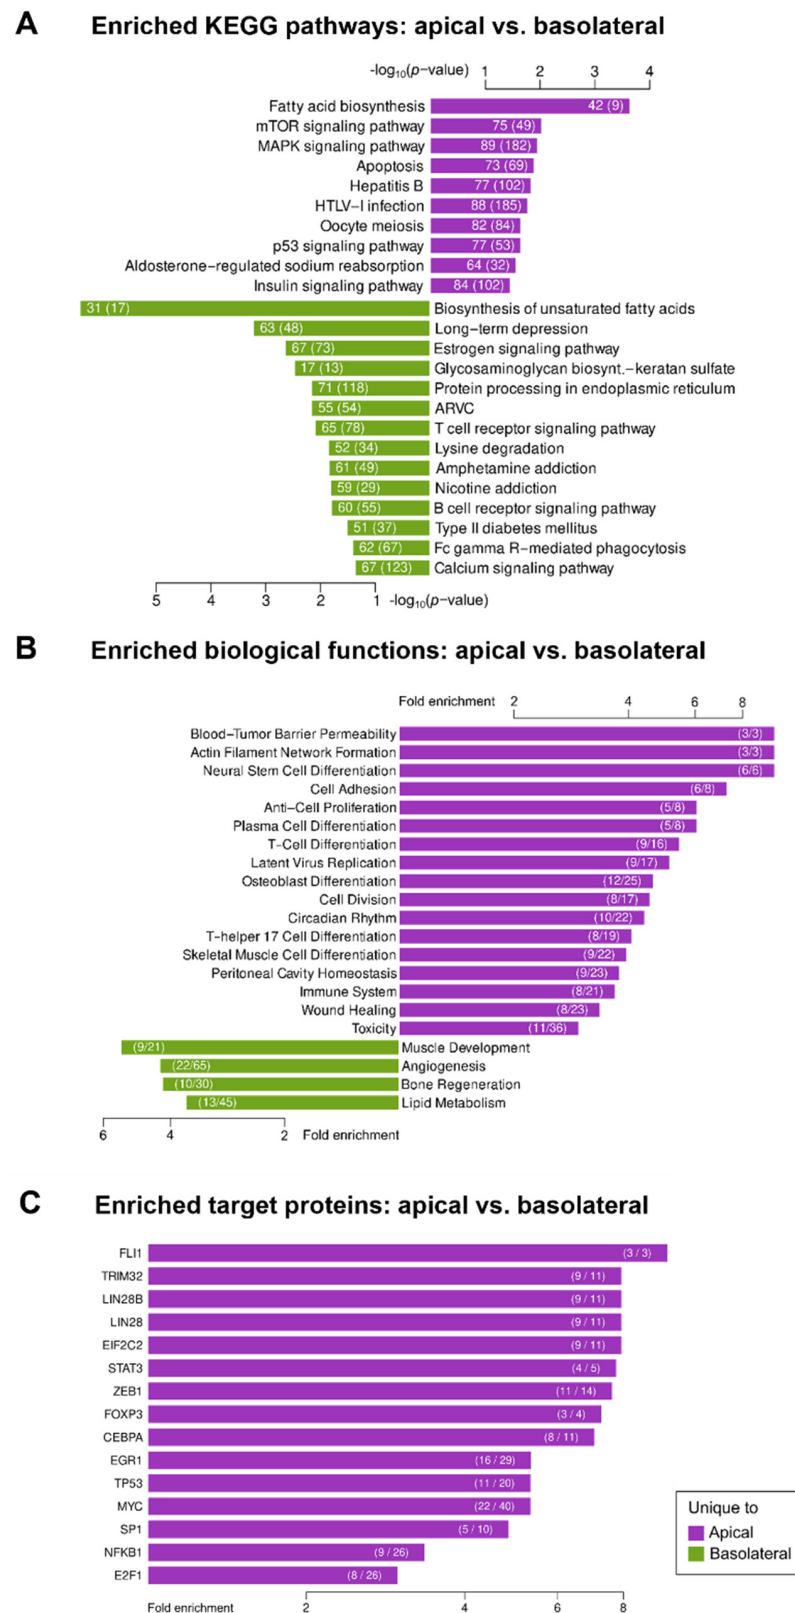 A Enriched KEGG pathways: apical vs. basolateral
-log10(p−value) 1 2 3 4
Fatty acid biosynthesis 42 (9)
mTOR signaling pathway 75 (49)
MAPK signaling pathway 89 (182)
Apoptosis 73 (69)
Hepatitis B 77 (102)
HTLV−I infection 88 (185)
Oocyte meiosis 82 (84)
p53 signaling pathway 77 (53)
Aldosterone−regulated sodium reabsorption 64 (32)
Insulin signaling pathway 84 (102)
31 (17) Biosynthesis of unsaturated fatty acids
63 (48) Long−term depression
67 (73) Estrogen signaling pathway
17 (13) Glycosaminoglycan biosynt.−keratan sulfate
71 (118) Protein processing in endoplasmic reticulum
55 (54) ARVC
65 (78) T cell receptor signaling pathway
52 (34) Lysine degradation
61 (49) Amphetamine addiction
59 (29) Nicotine addiction
60 (55) B cell receptor signaling pathway
51 (37) Type II diabetes mellitus
62 (67) Fc gamma R−mediated phagocytosis
67 (123) Calcium signaling pathway
5 4 3 2 1 -log10(p−value)
B Enriched biological functions: apical vs. basolateral
Fold enrichment 2 4 6 8
Blood−Tumor Barrier Permeability (3/3)
Actin Filament Network Formation (3/3)
Neural Stem Cell Differentiation (6/6)
Cell Adhesion (6/8)
Anti−Cell Proliferation (5/8)
Plasma Cell Differentiation (5/8)
T−Cell Differentiation (9/16)
Latent Virus Replication (9/17)
Osteoblast Differentiation (12/25)
Cell Division (8/17)
Circadian Rhythm (10/22)
T−helper 17 Cell Differentiation (8/19)
Skeletal Muscle Cell Differentiation (9/22)
Peritoneal Cavity Homeostasis (9/23)
Immune System (8/21)
Wound Healing (8/23)
Toxicity (11/36)
(9/21) Muscle Development
(22/65) Angiogenesis
(10/30) Bone Regeneration
(13/45) Lipid Metabolism
6 4 2 Fold enrichment
C Enriched target proteins: apical vs. basolateral
FLI1 (3 / 3)
TRIM32 (9 / 11)
LIN28B (9 / 11)
LIN28 (9 / 11)
EIF2C2 (9 / 11)
STAT3 (4 / 5)
ZEB1 (11 / 14)
FOXP3 (3 / 4)
CEBPA (8 / 11)
EGR1 (16 / 29)
TP53 (11 / 20)
MYC (22 / 40)
SP1 (5 / 10)
NFKB1 (9 / 26)
E2F1 (8 / 26)
Fold enrichment 2 4 6 8
Unique to
Apical
Basolateral